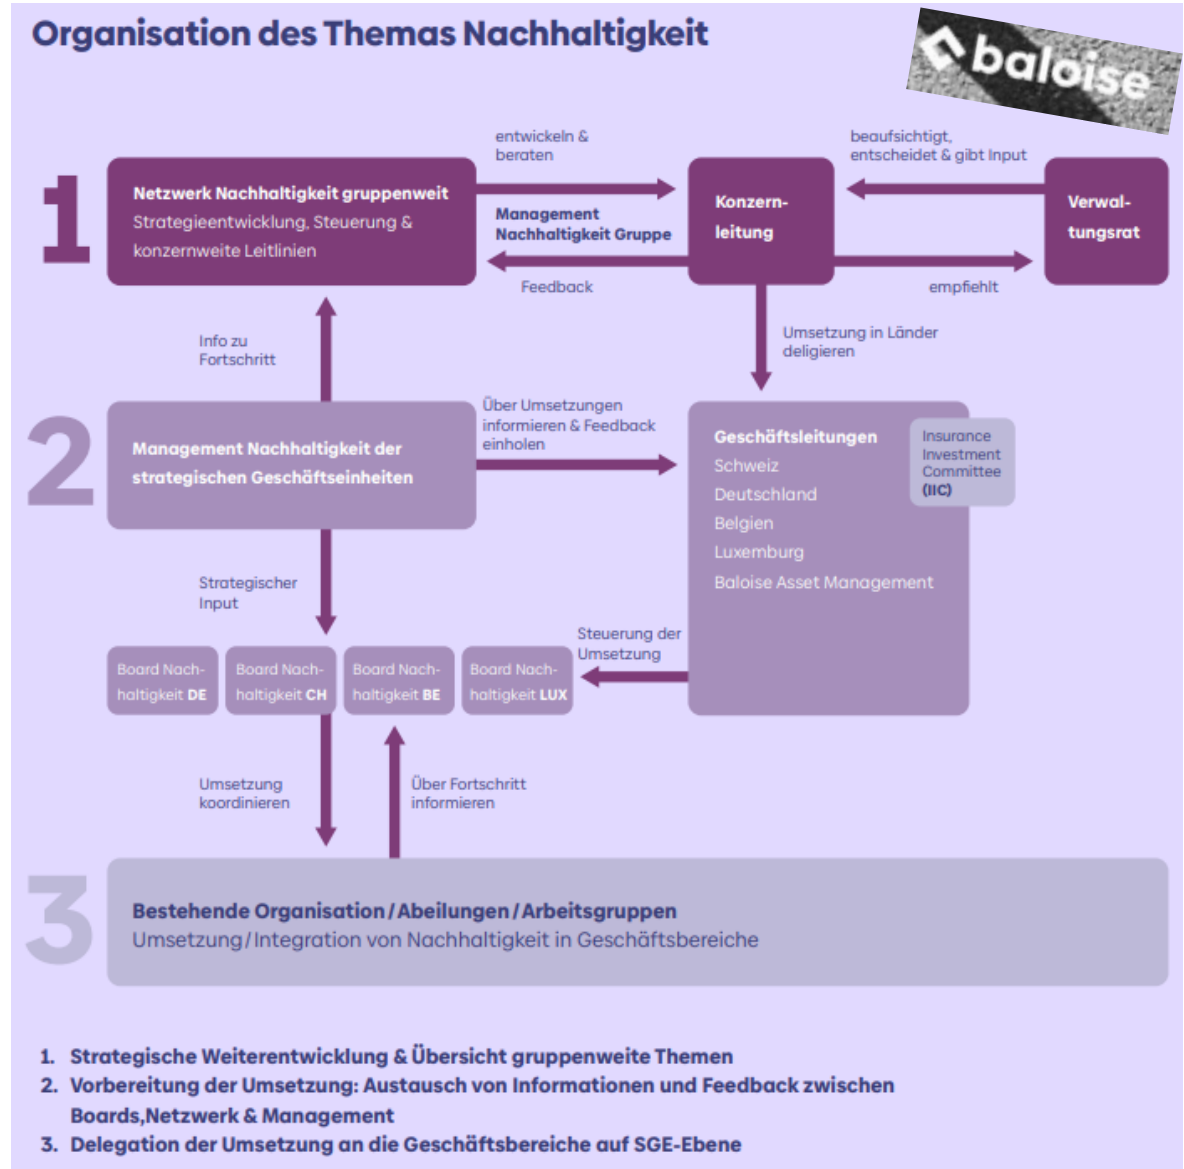 Organisation des Themas Nachhaltigkeit
baloise
1
Netzwerk Nachhaltigkeit gruppenweit
Strategieentwicklung, Steuerung &
konzernweite Leitlinien
entwickeln &
beraten
Management
Nachhaltigkeit Gruppe
Feedback
Konzern-
leitung
beaufsichtigt,
entscheidet & gibt Input
empfiehlt
Verwal-
tungsrat
Info zu
Fortschritt
Umsetzung in Länder
deligieren
2
Management Nachhaltigkeit der
strategischen Geschäftseinheiten
Über Umsetzungen
informieren & Feedback
einholen
Geschäftsleitungen
Schweiz
Deutschland
Belgien
Luxemburg
Baloise Asset Management
Insurance
Investment
Committee
(IIC)
Strategischer
Input
Steuerung der
Umsetzung
Board Nach-
haltigkeit DE
Board Nach-
haltigkeit CH
Board Nach-
haltigkeit BE
Board Nach-
haltigkeit LUX
Umsetzung
koordinieren
Über Fortschritt
informieren
3
Bestehende Organisation/Abeilungen/Arbeitsgruppen
Umsetzung/Integration von Nachhaltigkeit in Geschäftsbereiche
1. Strategische Weiterentwicklung & Übersicht gruppenweite Themen
2. Vorbereitung der Umsetzung: Austausch von Informationen und Feedback zwischen
Boards,Netzwerk & Management
3. Delegation der Umsetzung an die Geschäftsbereiche auf SGE-Ebene